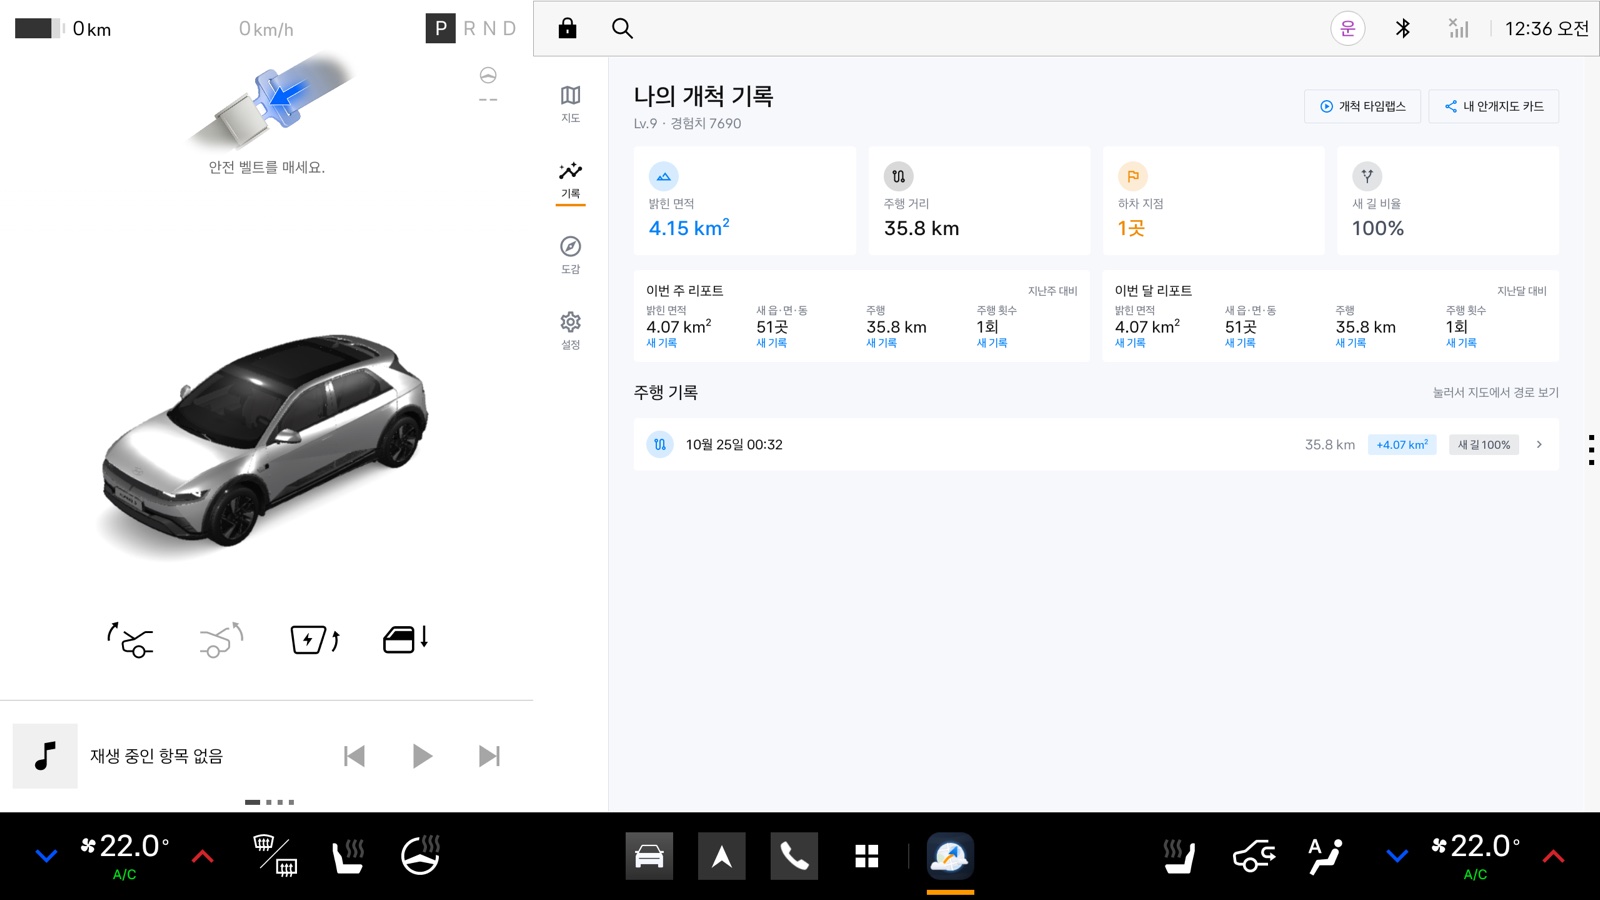 0 km
0 km/h
P R N D
운
12:36 오전
--
안전 벨트를 매세요.
재생 중인 항목 없음
지도
기록
도감
설정
나의 개척 기록
Lv.9 · 경험치 7690
개척 타임랩스
내 안개지도 카드
밝힌 면적
4.15 km²
주행 거리
35.8 km
하차 지점
1곳
새 길 비율
100%
이번 주 리포트
지난주 대비
밝힌 면적
4.07 km²
새 기록
새 읍·면·동
51곳
새 기록
주행
35.8 km
새 기록
주행 횟수
1회
새 기록
이번 달 리포트
지난달 대비
밝힌 면적
4.07 km²
새 기록
새 읍·면·동
51곳
새 기록
주행
35.8 km
새 기록
주행 횟수
1회
새 기록
주행 기록
눌러서 지도에서 경로 보기
10월 25일 00:32
35.8 km
+4.07 km²
새 길 100%
22.0°
A/C
A
22.0°
A/C